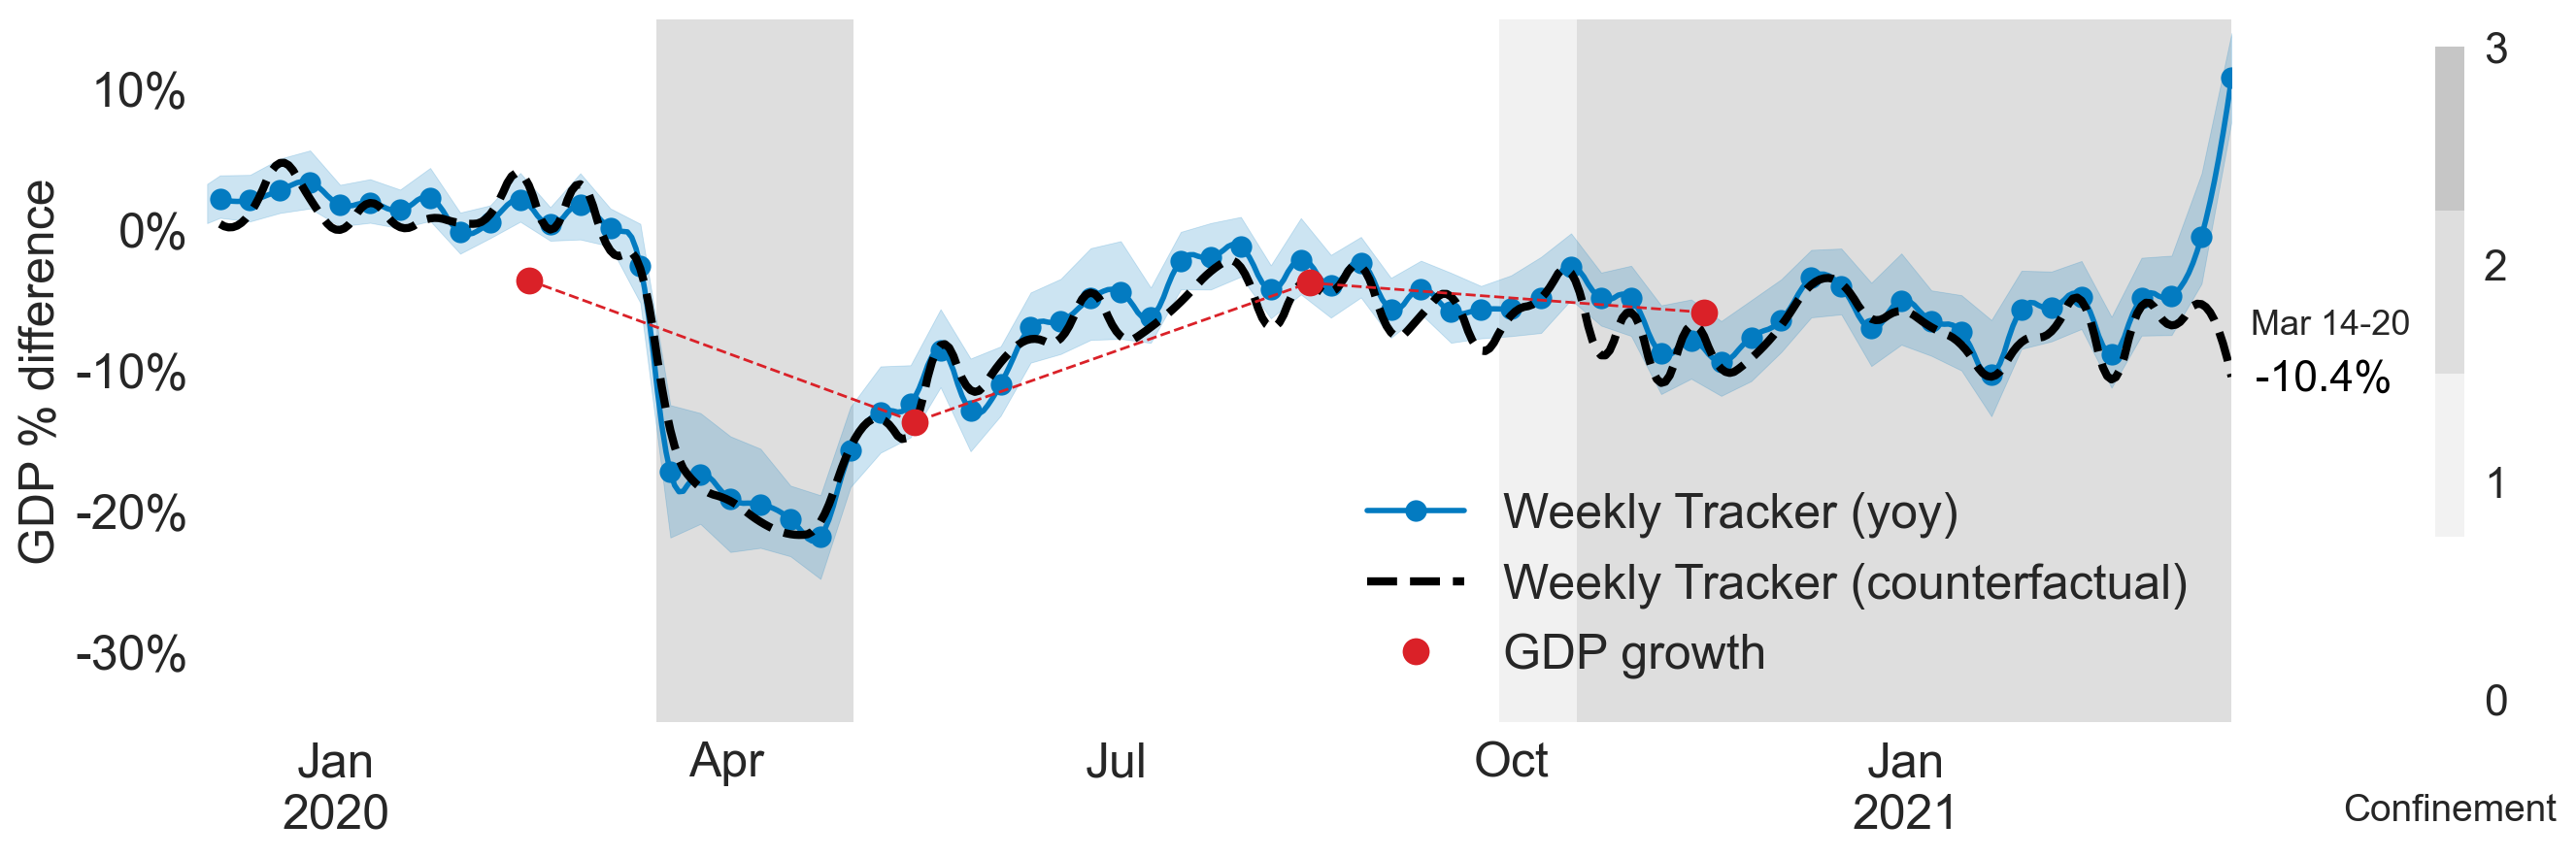 GDP % difference
10%
0%
-10%
-20%
-30%
Jan
2020
Apr
Jul
Oct
Jan
2021
Weekly Tracker (yoy)
Weekly Tracker (counterfactual)
GDP growth
Mar 14-20
-10.4%
3
2
1
0
Confinement